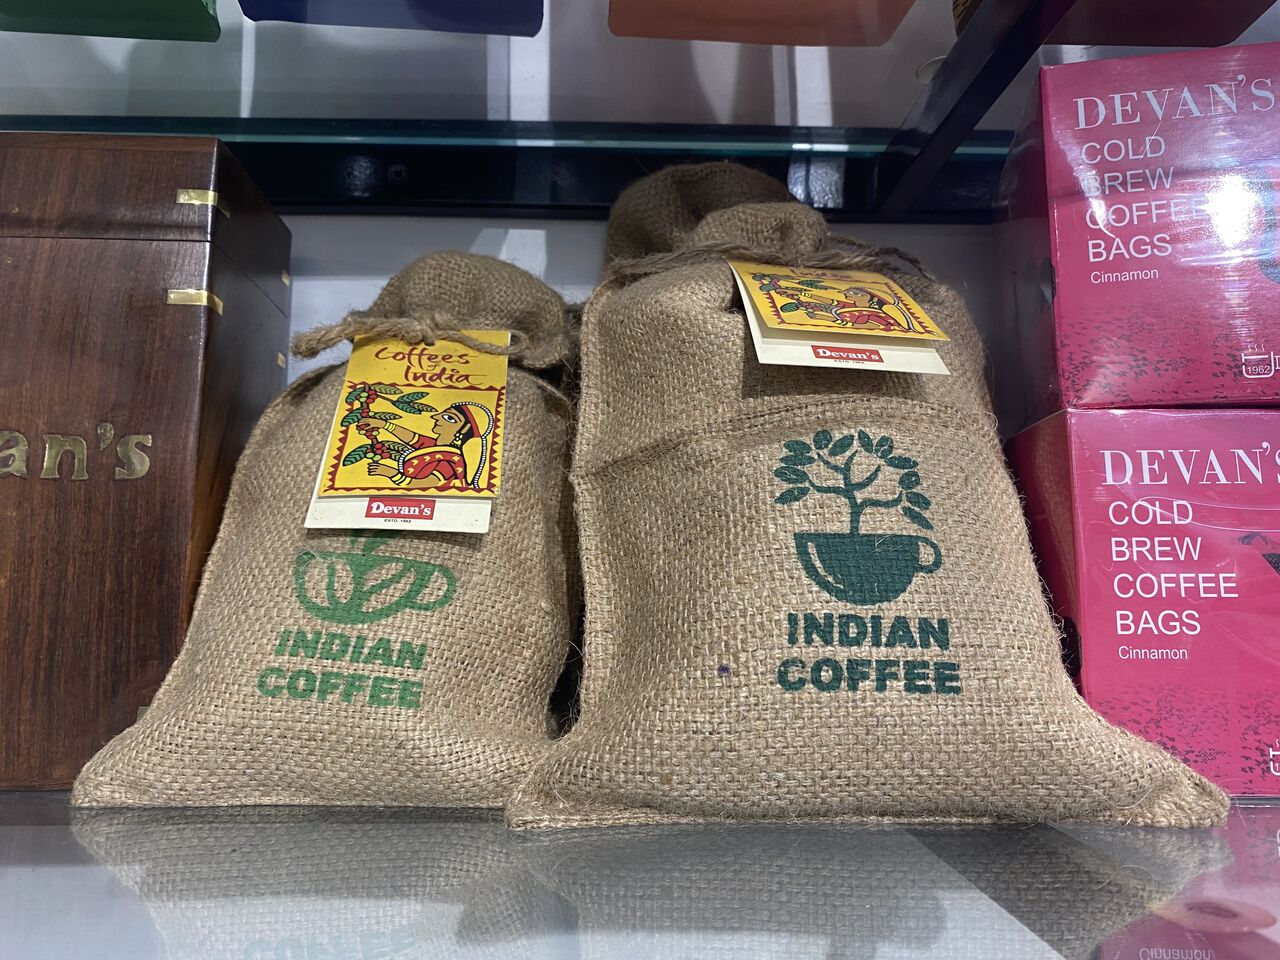 an's
Coffees
of
India
Devan's
ESTD. 1962
INDIAN
COFFEE
Devan's
INDIAN
COFFEE
DEVAN'S
COLD
BREW
COFFEE
BAGS
Cinnamon
1962
DEVAN'S
COLD
BREW
COFFEE
BAGS
Cinnamon